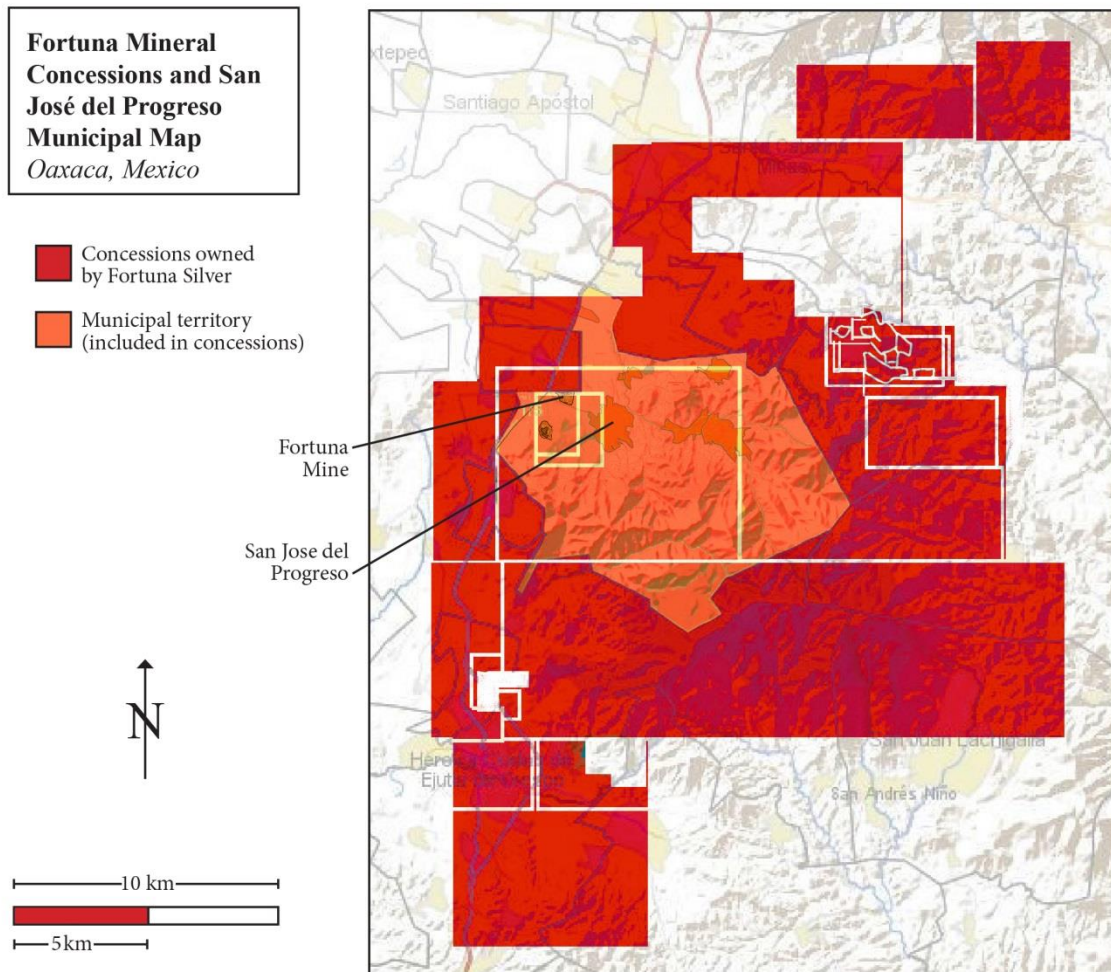 Fortuna Mineral
Concessions and San
José del Progreso
Municipal Map
Oaxaca, Mexico
Concessions owned
by Fortuna Silver
Municipal territory
(included in concessions)
Fortuna
Mine
San Jose del
Progreso
N
10 km
5km
Santiago Apóstol
San Juan Lachigalla
San Andrés Niño